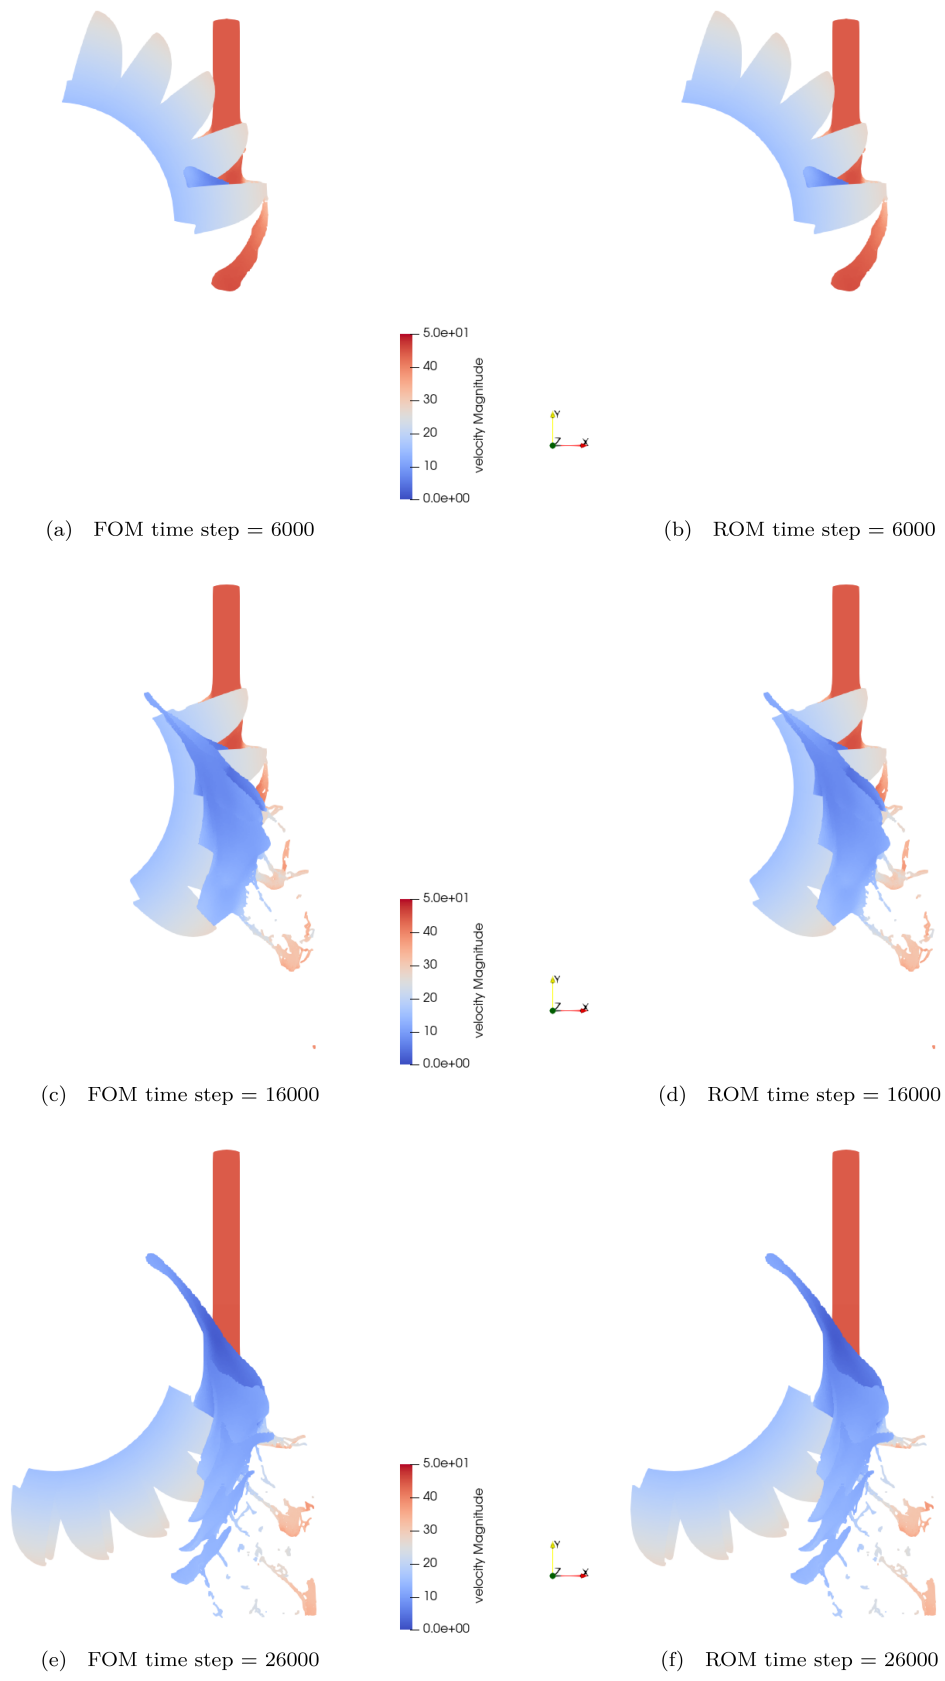 5.0e+01
40
30
20
10
0.0e+00
velocity Magnitude
Y
Z
X
(a) FOM time step = 6000
(b) ROM time step = 6000
5.0e+01
40
30
20
10
0.0e+00
velocity Magnitude
Y
Z
X
(c) FOM time step = 16000
(d) ROM time step = 16000
5.0e+01
40
30
20
10
0.0e+00
velocity Magnitude
Y
Z
X
(e) FOM time step = 26000
(f) ROM time step = 26000